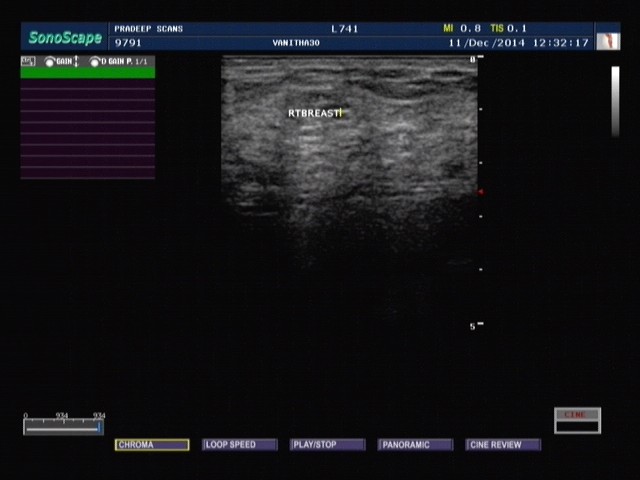 SonoScape
PRADEEP SCANS L741 MI 0.8 TIS 0.1
9791 VANITHA30 11/Dec/2014 12:32:17
GAIN D GAIN P. 1/1
0
RTBREAST
5
0 934 934
CINE
CHROMA LOOP SPEED PLAY/STOP PANORAMIC CINE REVIEW